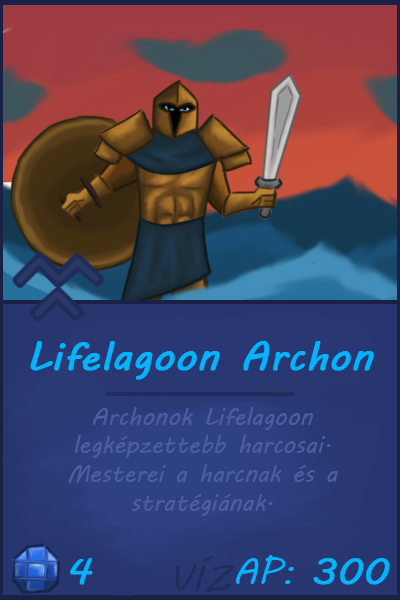 Lifelagoon Archon
Archonok Lifelagoon
legképzettebb harcosai.
Mesterei a harcnak és a
stratégiának.
4 víz AP: 300